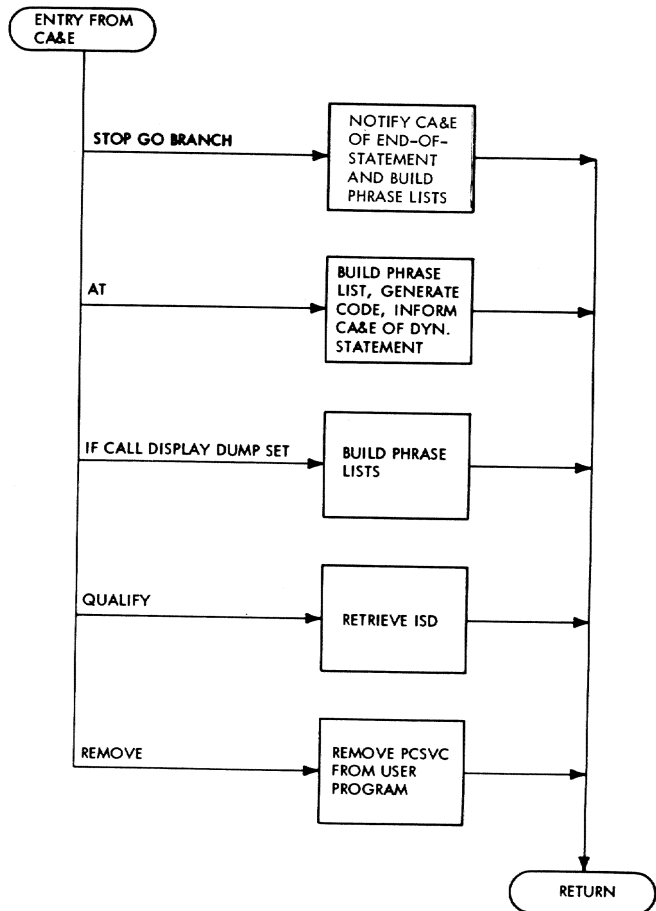 ENTRY FROM
CA&E
STOP GO BRANCH
NOTIFY CA&E
OF END-OF-
STATEMENT
AND BUILD
PHRASE LISTS
AT
BUILD PHRASE
LIST, GENERATE
CODE, INFORM
CA&E OF DYN.
STATEMENT
IF CALL DISPLAY DUMP SET
BUILD PHRASE
LISTS
QUALIFY
RETRIEVE ISD
REMOVE
REMOVE PCSVC
FROM USER
PROGRAM
RETURN